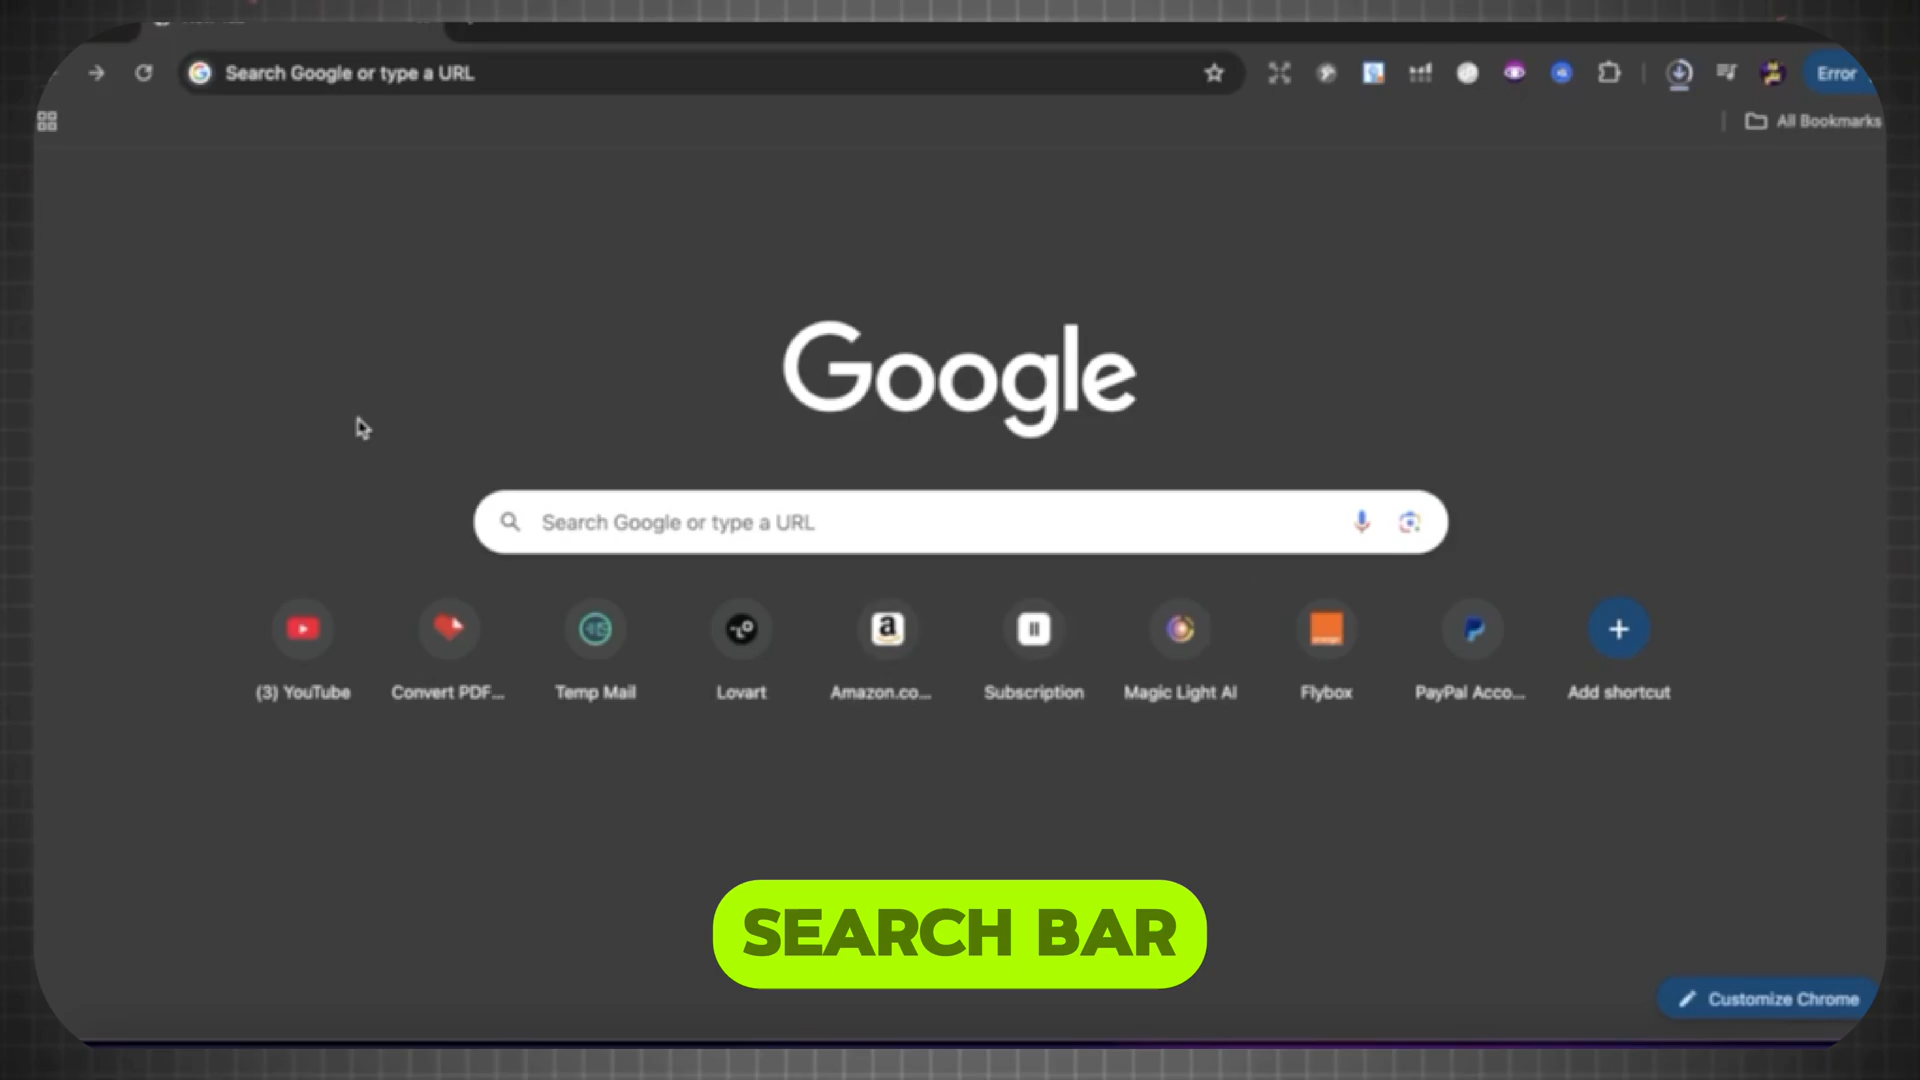 Search Google or type a URL
Error
All Bookmarks
Google
Search Google or type a URL
(3) YouTube
Convert PDF...
Temp Mail
Lovart
Amazon.co...
Subscription
Magic Light AI
Flybox
PayPal Acco...
Add shortcut
SEARCH BAR
Customize Chrome